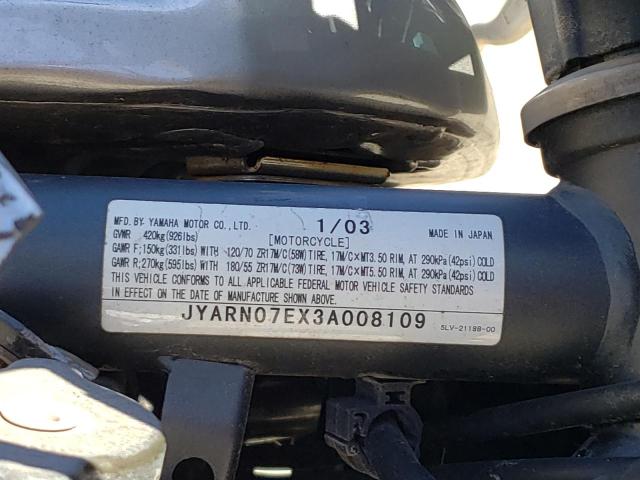 MFD. BY YAMAHA MOTOR CO., LTD. 1/03 MADE IN JAPAN
GVWR 420kg(926lbs) [MOTORCYCLE]
GAWR F; 150kg(331lbs) WITH 120/70 ZR17M/C(58W) TIRE, 17M/C×MT3.50 RIM, AT 290kPa(42psi) COLD
GAWR R; 270kg(595lbs) WITH 180/55 ZR17M/C(73W) TIRE, 17M/C×MT5.50 RIM, AT 290kPa(42psi) COLD
THIS VEHICLE CONFORMS TO ALL APPLICABLE FEDERAL MOTOR VEHICLE SAFETY STANDARDS
IN EFFECT ON THE DATE OF MANUFACTURE SHOWN ABOVE.
JYARN07EX3A008109 5LV-21188-00